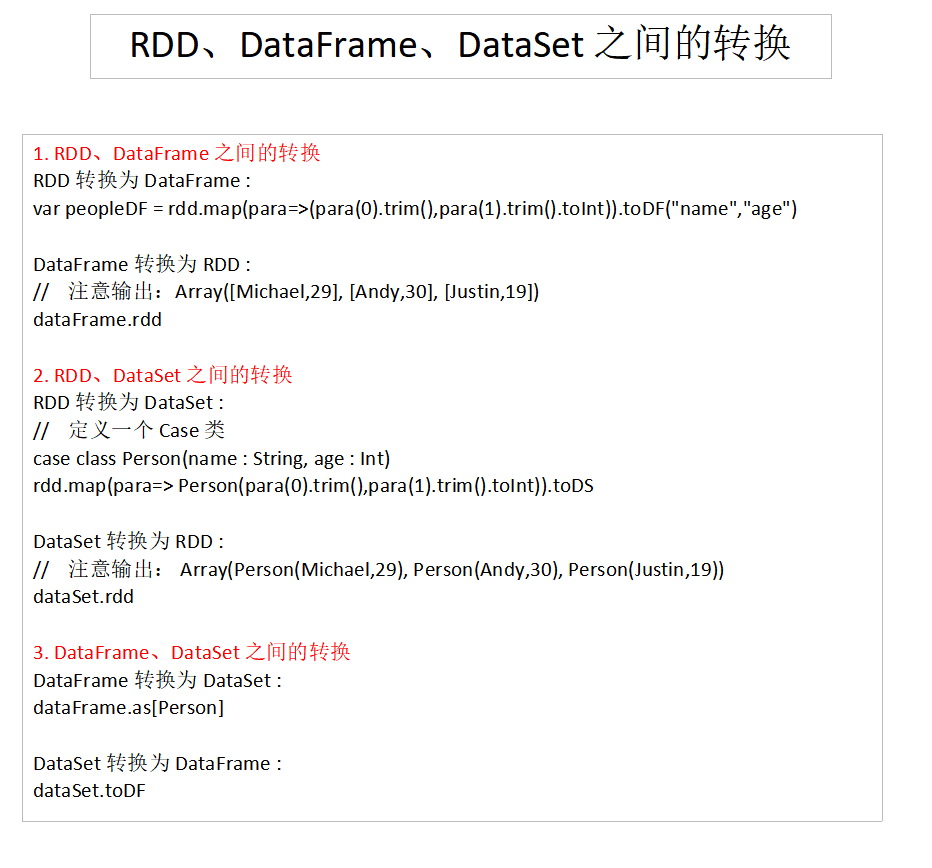 RDD、DataFrame、DataSet 之间的转换
1. RDD、DataFrame 之间的转换
RDD 转换为 DataFrame :
var peopleDF = rdd.map(para=>(para(0).trim(),para(1).trim().toInt)).toDF("name","age")
DataFrame 转换为 RDD :
// 注意输出：Array([Michael,29], [Andy,30], [Justin,19])
dataFrame.rdd
2. RDD、DataSet 之间的转换
RDD 转换为 DataSet :
// 定义一个 Case 类
case class Person(name : String, age : Int)
rdd.map(para=> Person(para(0).trim(),para(1).trim().toInt)).toDS
DataSet 转换为 RDD :
// 注意输出： Array(Person(Michael,29), Person(Andy,30), Person(Justin,19))
dataSet.rdd
3. DataFrame、DataSet 之间的转换
DataFrame 转换为 DataSet :
dataFrame.as[Person]
DataSet 转换为 DataFrame :
dataSet.toDF